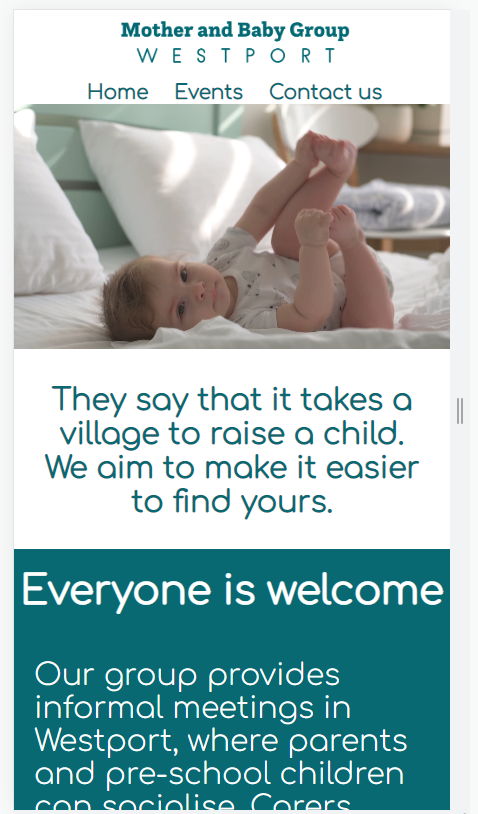 Mother and Baby Group
WESTPORT
Home Events Contact us
They say that it takes a
village to raise a child.
We aim to make it easier
to find yours.
Everyone is welcome
Our group provides
informal meetings in
Westport, where parents
and pre-school children
can socialise. Carers